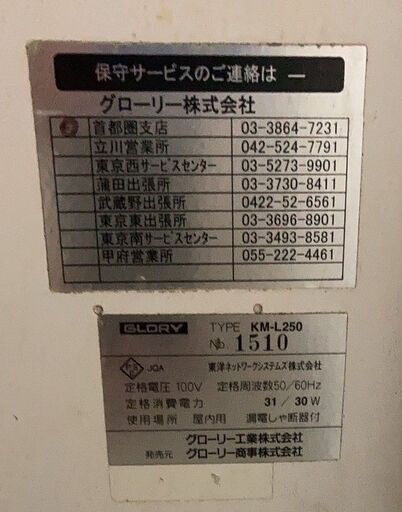 保守サービスのご連絡は ―
グローリー株式会社
首都圏支店 03-3864-7231
立川営業所 042-524-7791
東京西サービスセンター 03-5273-9901
蒲田出張所 03-3730-8411
武蔵野出張所 0422-52-6561
東京東出張所 03-3696-8901
東京南サービスセンター 03-3493-8581
甲府営業所 055-222-4461
GLORY TYPE KM-L250
No 1510
JQA 東洋ネットワークシステムズ株式会社
定格電圧 100V 定格周波数50/60Hz
定格消費電力 31 / 30W
使用場所 屋内用 漏電しゃ断器付
グローリー工業株式会社
発売元 グローリー商事株式会社